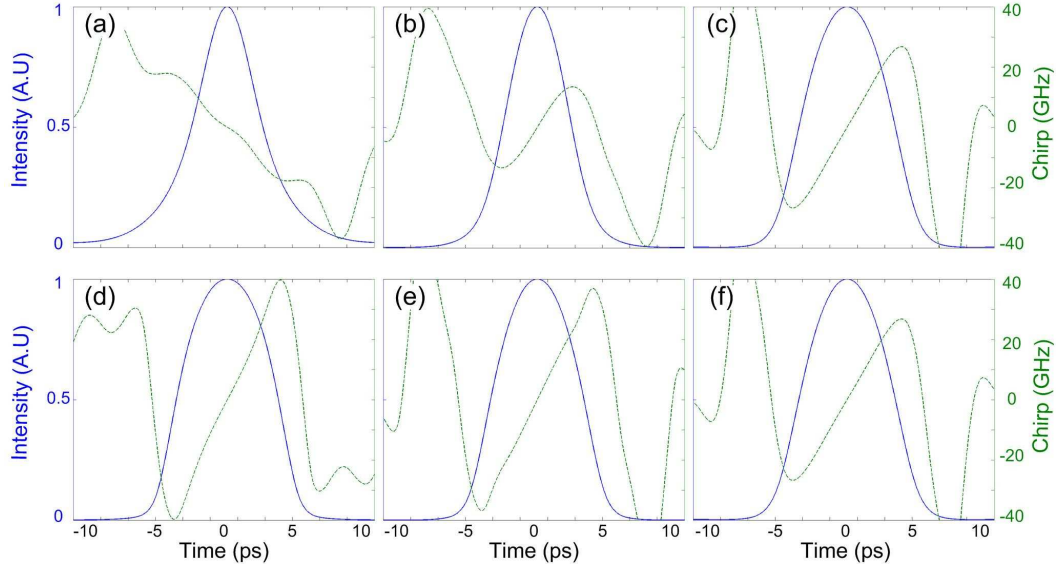 (a) (b) (c)
Intensity (A.U)
1
0.5
0
40
20
0
-20
-40
Chirp (GHz)
(d) (e) (f)
Intensity (A.U)
1
0.5
0
40
20
0
-20
-40
Chirp (GHz)
-10 -5 0 5 10 -10 -5 0 5 10 -10 -5 0 5 10
Time (ps) Time (ps) Time (ps)